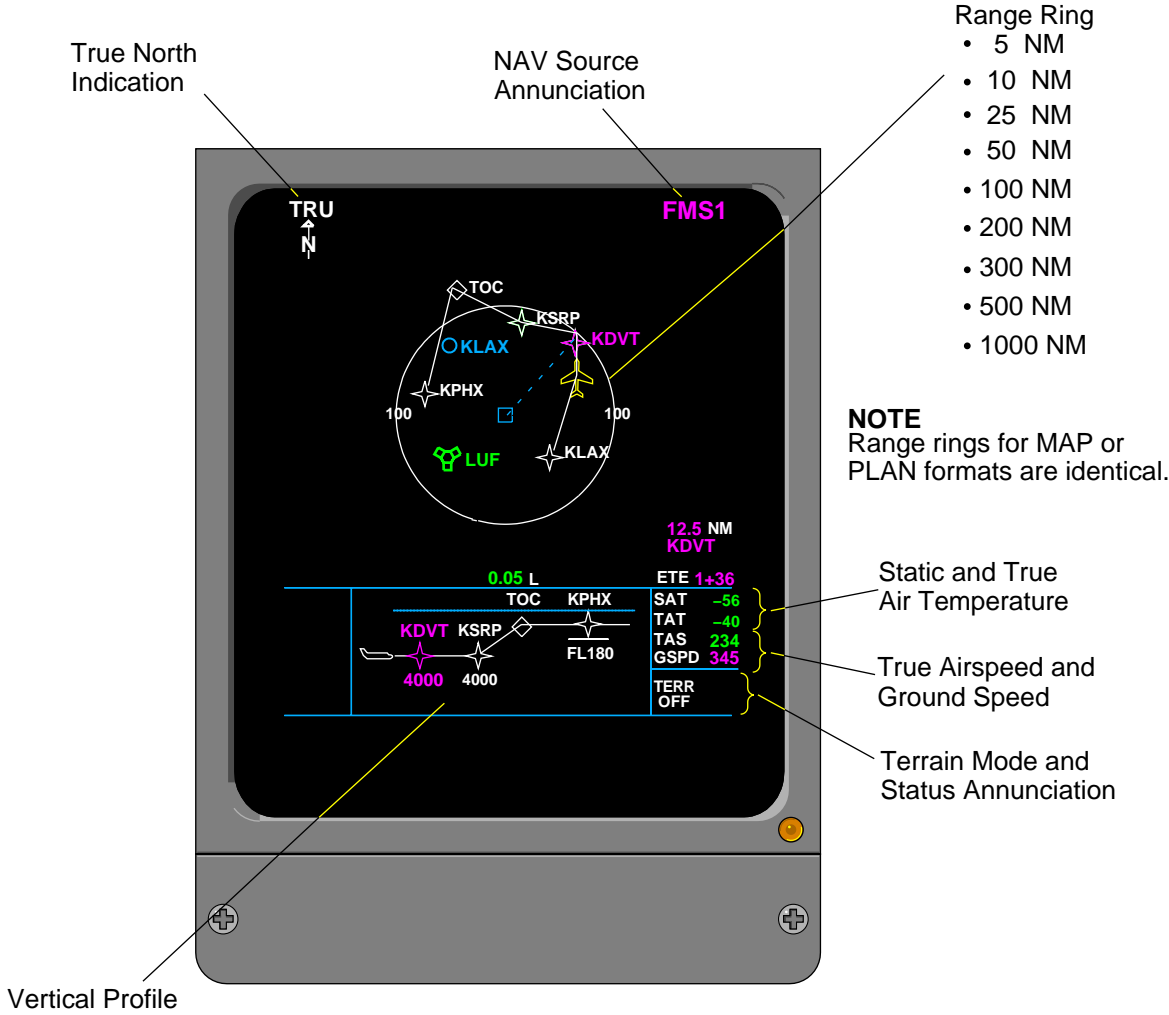 Range Ring
• 5 NM
• 10 NM
• 25 NM
• 50 NM
• 100 NM
• 200 NM
• 300 NM
• 500 NM
• 1000 NM
True North
Indication
NAV Source
Annunciation
TRU
N
FMS1
TOC
KSRP
KDVT
KLAX
KPHX
100
100
LUF
KLAX
NOTE
Range rings for MAP or
PLAN formats are identical.
12.5 NM
KDVT
0.05 L
ETE 1+36
TOC KPHX
SAT −56
TAT −40
KDVT KSRP
TAS 234
FL180
GSPD 345
4000 4000
TERR
OFF
Static and True
Air Temperature
True Airspeed and
Ground Speed
Terrain Mode and
Status Annunciation
Vertical Profile